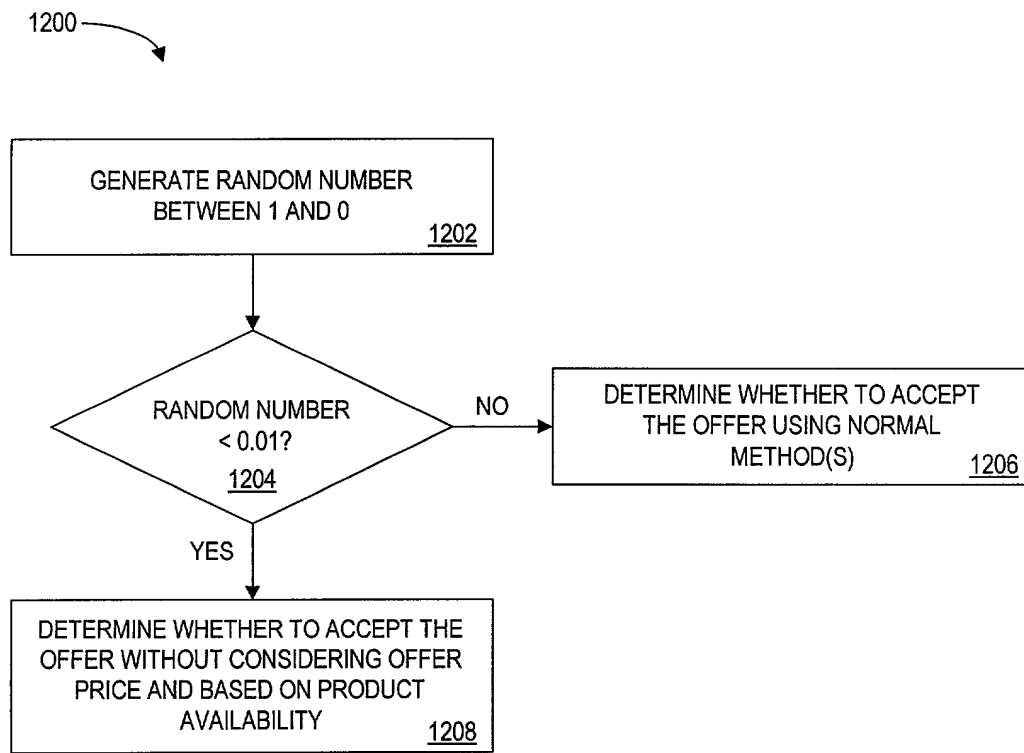 1200
GENERATE RANDOM NUMBER
BETWEEN 1 AND 0
1202
RANDOM NUMBER
< 0.01?
1204
NO
DETERMINE WHETHER TO ACCEPT
THE OFFER USING NORMAL
METHOD(S)
1206
YES
DETERMINE WHETHER TO ACCEPT THE
OFFER WITHOUT CONSIDERING OFFER
PRICE AND BASED ON PRODUCT
AVAILABILITY
1208